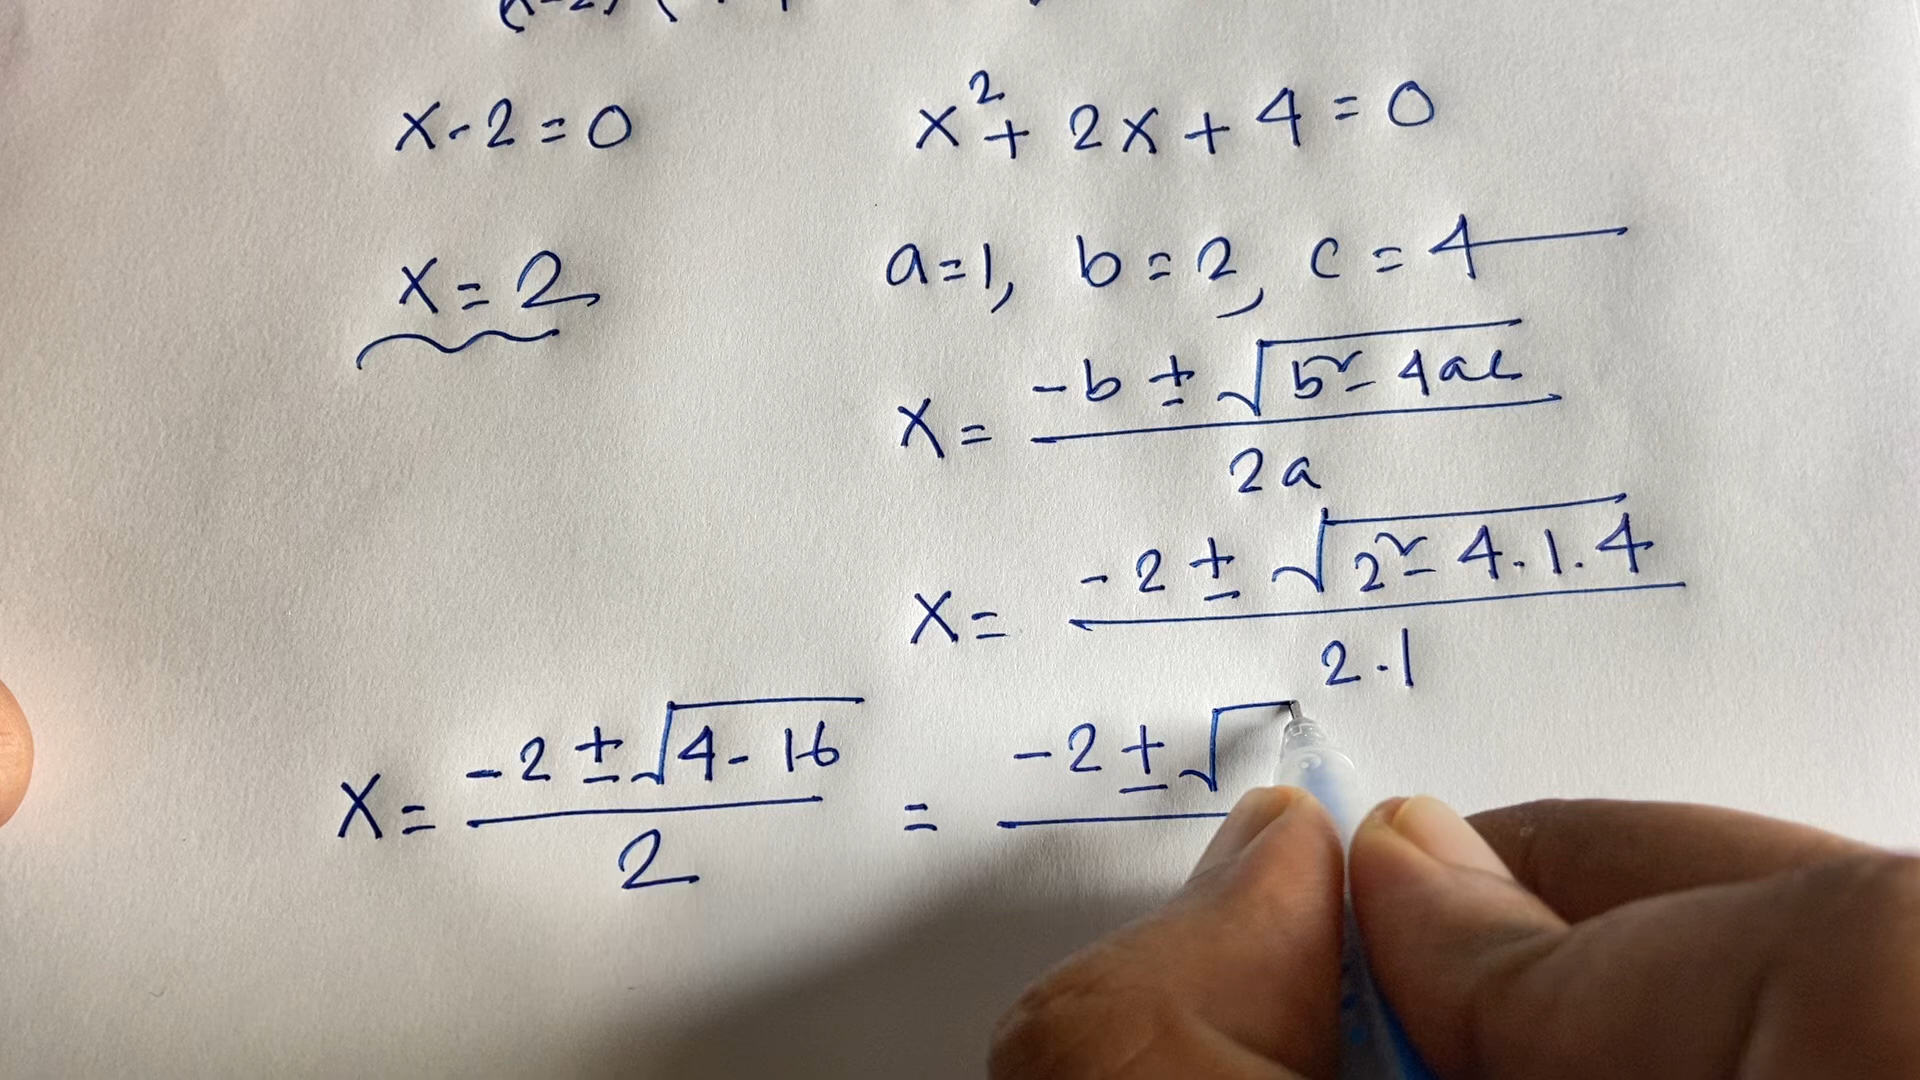 x-2=0
x=2
x²+2x+4=0
a=1, b=2, c=4
x= -b±√b²-4ac / 2a
x= -2±√2²-4.1.4 / 2.1
x= -2±√4-16 / 2 = -2±√